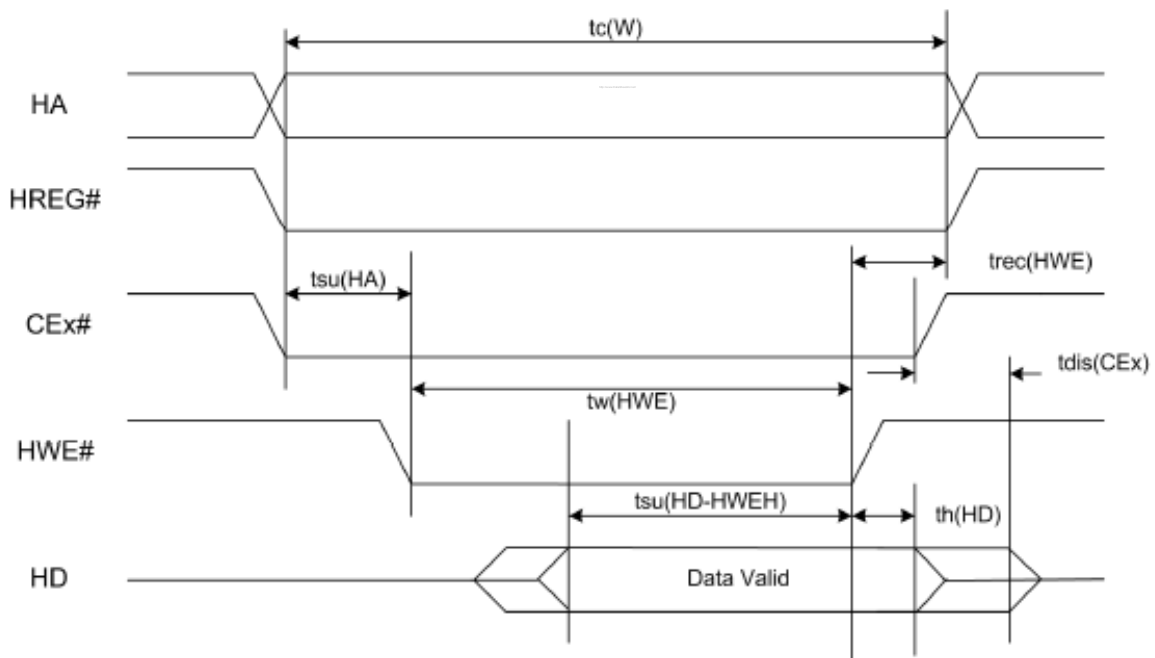 tc(W)
HA
HREG#
tsu(HA)
trec(HWE)
CEx#
tdis(CEx)
tw(HWE)
HWE#
tsu(HD-HWEH)
th(HD)
HD
Data Valid